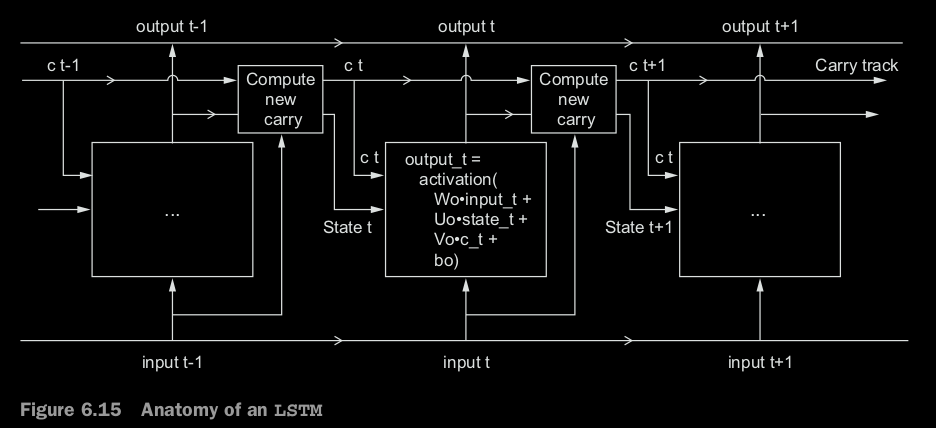 output t-1
output t
output t+1
c t-1
c t
c t+1
Carry track
Compute
new
carry
Compute
new
carry
c t
c t
...
output_t =
activation(
Wo•input_t +
Uo•state_t +
Vo•c_t +
bo)
...
State t
State t+1
input t-1
input t
input t+1
Figure 6.15 Anatomy of an LSTM